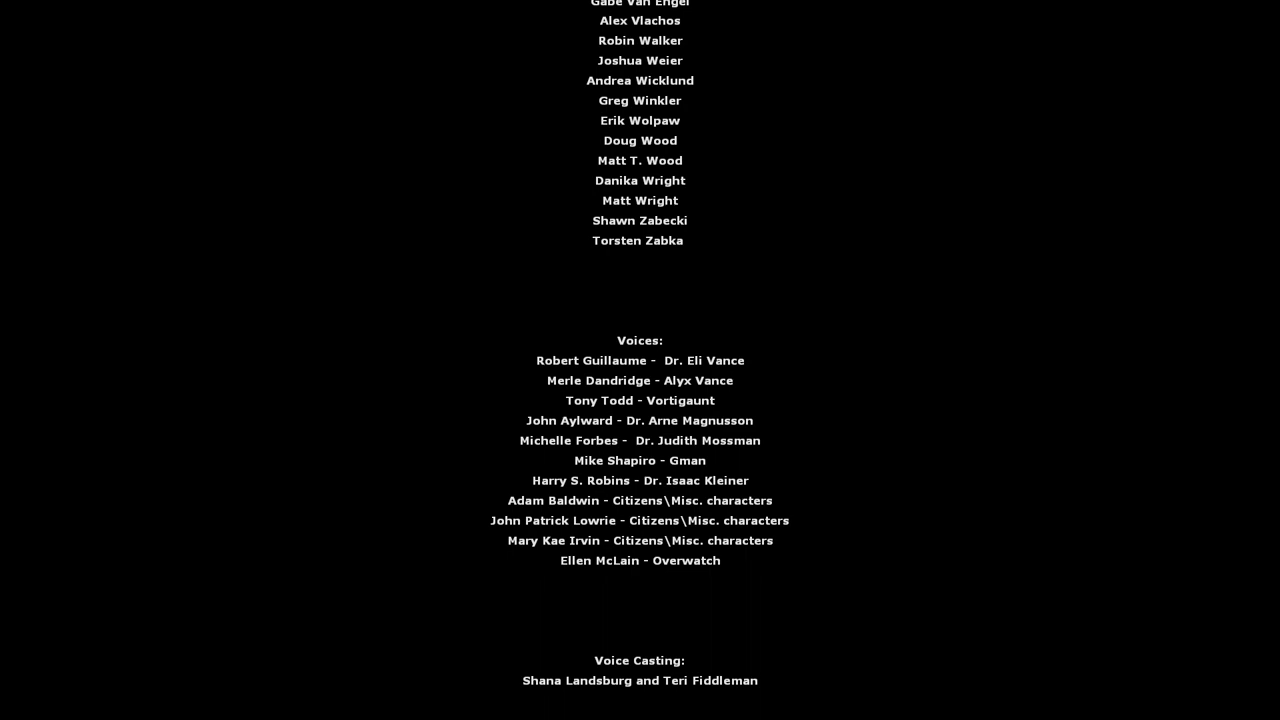 Gabe Van Engel
Alex Vlachos
Robin Walker
Joshua Weier
Andrea Wicklund
Greg Winkler
Erik Wolpaw
Doug Wood
Matt T. Wood
Danika Wright
Matt Wright
Shawn Zabecki
Torsten Zabka
Voices:
Robert Guillaume -  Dr. Eli Vance
Merle Dandridge - Alyx Vance
Tony Todd - Vortigaunt
John Aylward - Dr. Arne Magnusson
Michelle Forbes -  Dr. Judith Mossman
Mike Shapiro - Gman
Harry S. Robins - Dr. Isaac Kleiner
Adam Baldwin - Citizens\Misc. characters
John Patrick Lowrie - Citizens\Misc. characters
Mary Kae Irvin - Citizens\Misc. characters
Ellen McLain - Overwatch
Voice Casting:
Shana Landsburg and Teri Fiddleman